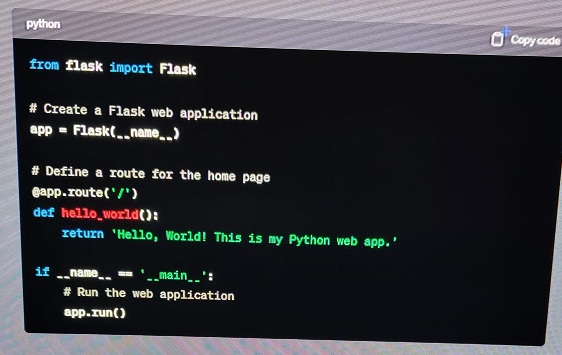 python
Copy code
from flask import Flask
# Create a Flask web application
app = Flask(__name__)
# Define a route for the home page
@app.route('/')
def hello_world():
    return 'Hello, World! This is my Python web app.'
if __name__ == '__main__':
    # Run the web application
    app.run()